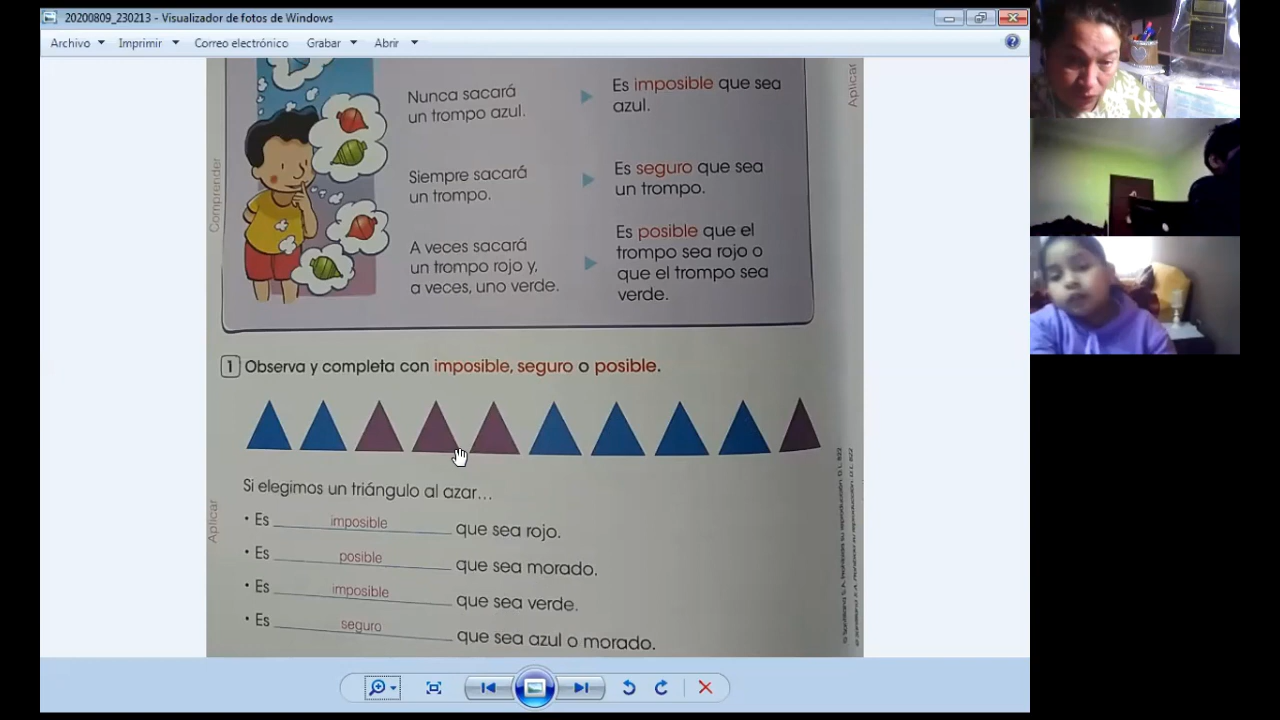 20200809_230213 - Visualizador de fotos de Windows
Archivo Imprimir Correo electrónico Grabar Abrir
Nunca sacará
un trompo azul.
Es imposible que sea
azul.
Siempre sacará
un trompo.
Es seguro que sea
un trompo.
A veces sacará
un trompo rojo y,
a veces, uno verde.
Es posible que el
trompo sea rojo o
que el trompo sea
verde.
Comprender
Aplicar
1 Observa y completa con imposible, seguro o posible.
Si elegimos un triángulo al azar...
• Es imposible que sea rojo.
• Es posible que sea morado.
• Es imposible que sea verde.
• Es seguro que sea azul o morado.
Aplicar